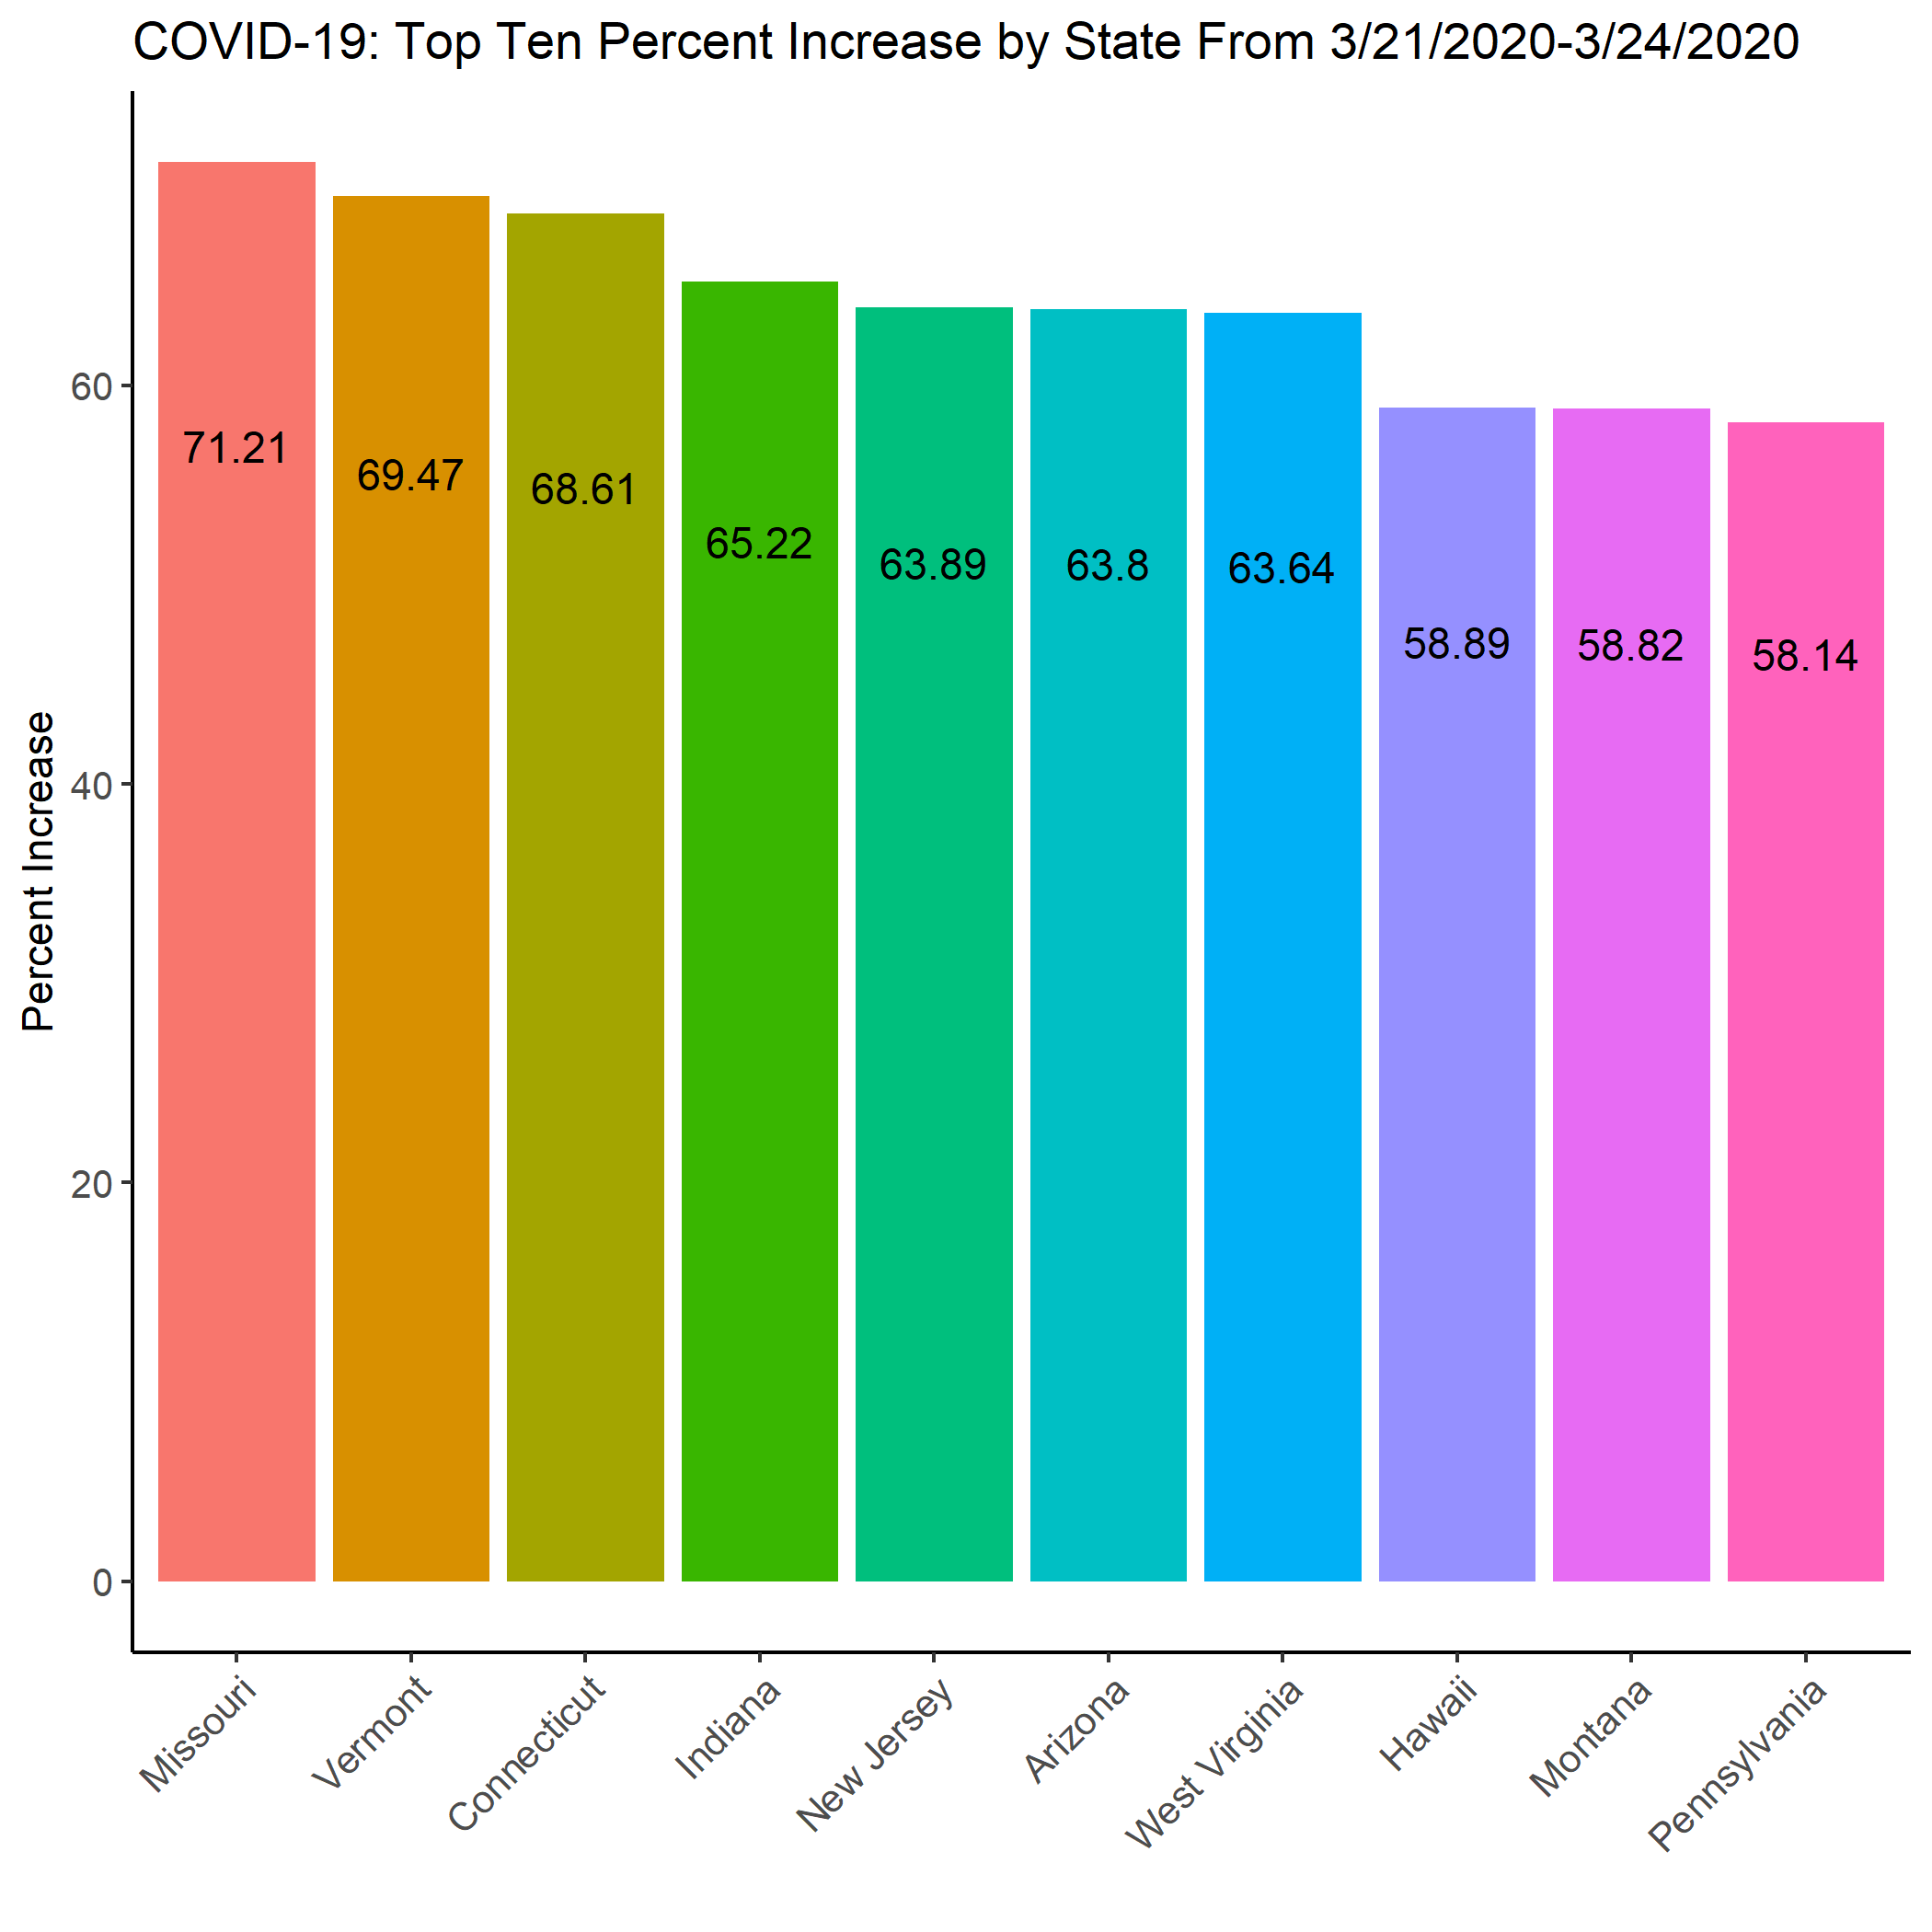 COVID-19: Top Ten Percent Increase by State From 3/21/2020-3/24/2020
Percent Increase
60
40
20
0
71.21
69.47
68.61
65.22
63.89
63.8
63.64
58.89
58.82
58.14
Missouri
Vermont
Connecticut
Indiana
New Jersey
Arizona
West Virginia
Hawaii
Montana
Pennsylvania